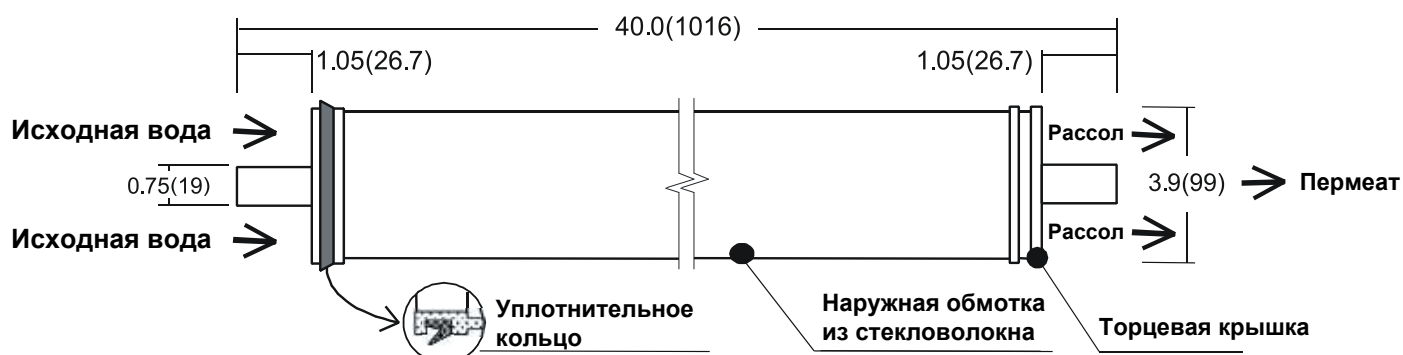 40.0(1016)
1.05(26.7)
1.05(26.7)
Исходная вода
Рассол
0.75(19)
3.9(99)
Пермеат
Исходная вода
Рассол
Уплотнительное
кольцо
Наружная обмотка
из стекловолокна
Торцевая крышка